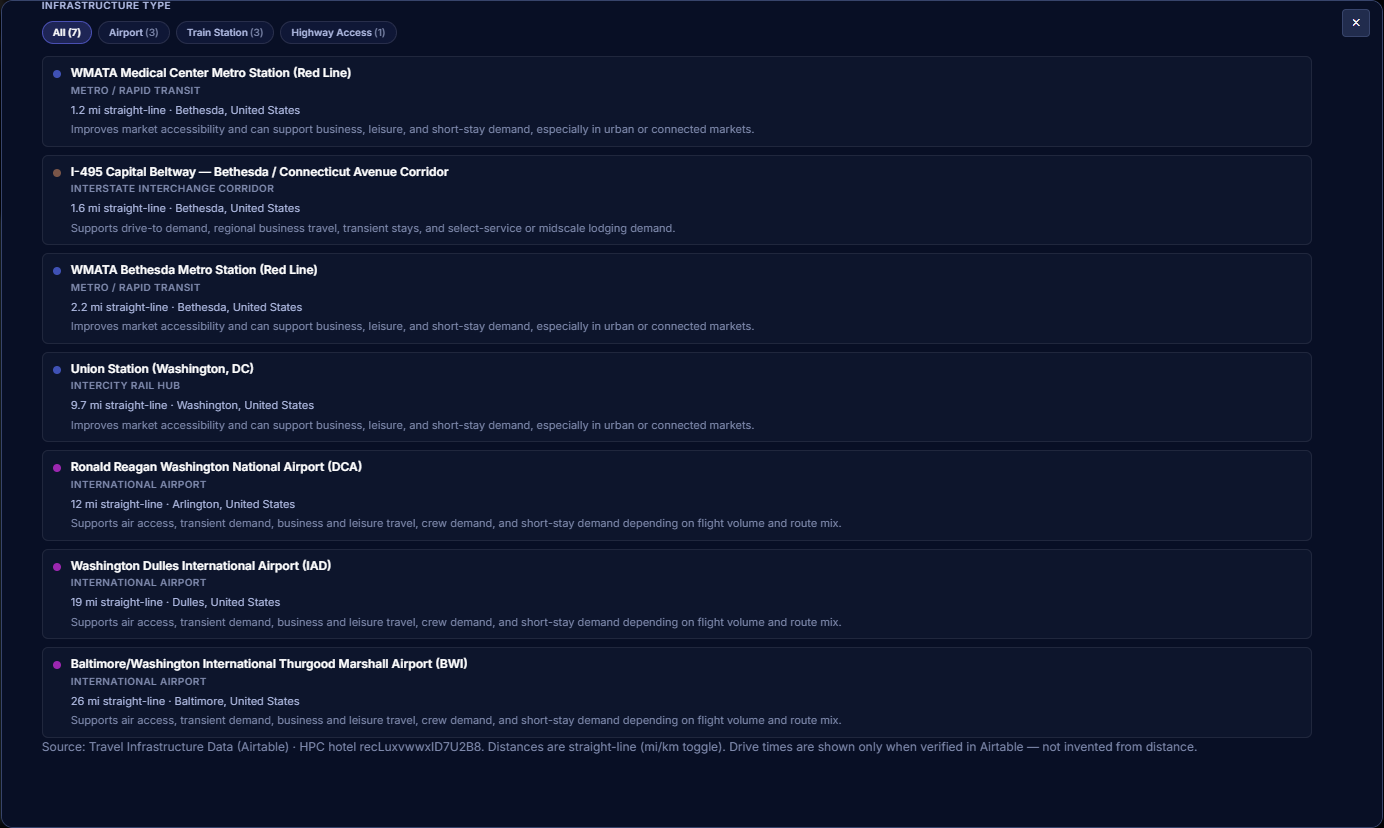 INFRASTRUCTURE TYPE
All (7)
Airport (3)
Train Station (3)
Highway Access (1)
×
WMATA Medical Center Metro Station (Red Line)
METRO / RAPID TRANSIT
1.2 mi straight-line · Bethesda, United States
Improves market accessibility and can support business, leisure, and short-stay demand, especially in urban or connected markets.
I-495 Capital Beltway — Bethesda / Connecticut Avenue Corridor
INTERSTATE INTERCHANGE CORRIDOR
1.6 mi straight-line · Bethesda, United States
Supports drive-to demand, regional business travel, transient stays, and select-service or midscale lodging demand.
WMATA Bethesda Metro Station (Red Line)
METRO / RAPID TRANSIT
2.2 mi straight-line · Bethesda, United States
Improves market accessibility and can support business, leisure, and short-stay demand, especially in urban or connected markets.
Union Station (Washington, DC)
INTERCITY RAIL HUB
9.7 mi straight-line · Washington, United States
Improves market accessibility and can support business, leisure, and short-stay demand, especially in urban or connected markets.
Ronald Reagan Washington National Airport (DCA)
INTERNATIONAL AIRPORT
12 mi straight-line · Arlington, United States
Supports air access, transient demand, business and leisure travel, crew demand, and short-stay demand depending on flight volume and route mix.
Washington Dulles International Airport (IAD)
INTERNATIONAL AIRPORT
19 mi straight-line · Dulles, United States
Supports air access, transient demand, business and leisure travel, crew demand, and short-stay demand depending on flight volume and route mix.
Baltimore/Washington International Thurgood Marshall Airport (BWI)
INTERNATIONAL AIRPORT
26 mi straight-line · Baltimore, United States
Supports air access, transient demand, business and leisure travel, crew demand, and short-stay demand depending on flight volume and route mix.
Source: Travel Infrastructure Data (Airtable) · HPC hotel recLuxvwwxID7U2B8. Distances are straight-line (mi/km toggle). Drive times are shown only when verified in Airtable — not invented from distance.